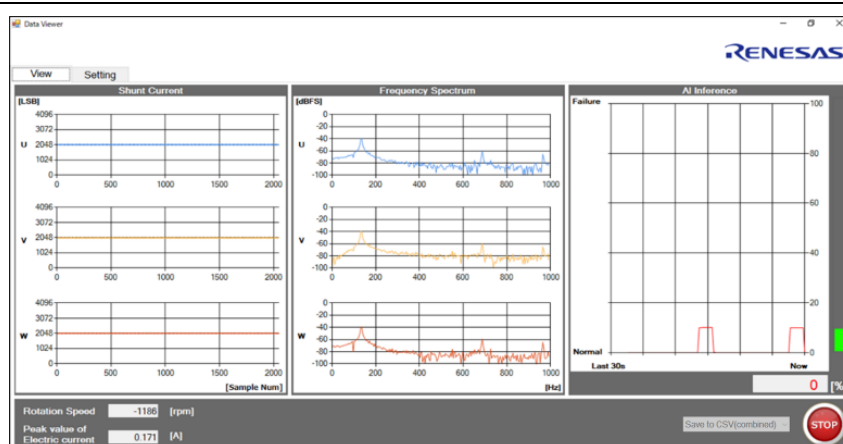 Data Viewer
RENESAS
View Setting
Shunt Current
[LSB]
U
4096
3072
2048
1024
0
0 500 1000 1500 2000
V
4096
3072
2048
1024
0
0 500 1000 1500 2000
W
4096
3072
2048
1024
0
0 500 1000 1500 2000
[Sample Num]
Frequency Spectrum
[dBFS]
U
0
-20
-40
-60
-80
-100
0 200 400 600 800 1000
V
0
-20
-40
-60
-80
-100
0 200 400 600 800 1000
W
0
-20
-40
-60
-80
-100
0 200 400 600 800 1000
[Hz]
AI Inference
Failure
100
80
60
40
20
0
Normal
Last 30s Now
0 [%
Rotation Speed -1186 [rpm]
Peak value of
Electric current 0.171 [A]
Save to CSV(combined)
STOP